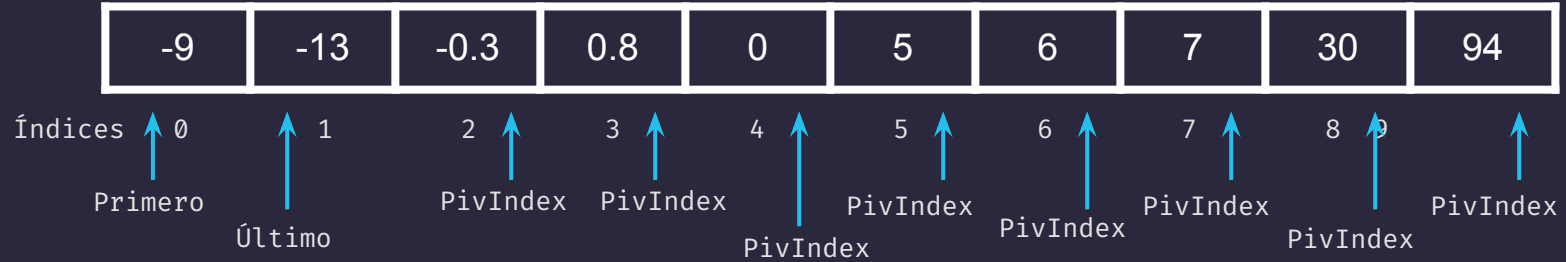 -9 -13 -0.3 0.8 0 5 6 7 30 94
Índices 0 1 2 3 4 5 6 7 8 9
Primero PivIndex PivIndex PivIndex PivIndex PivIndex
Último PivIndex PivIndex PivIndex